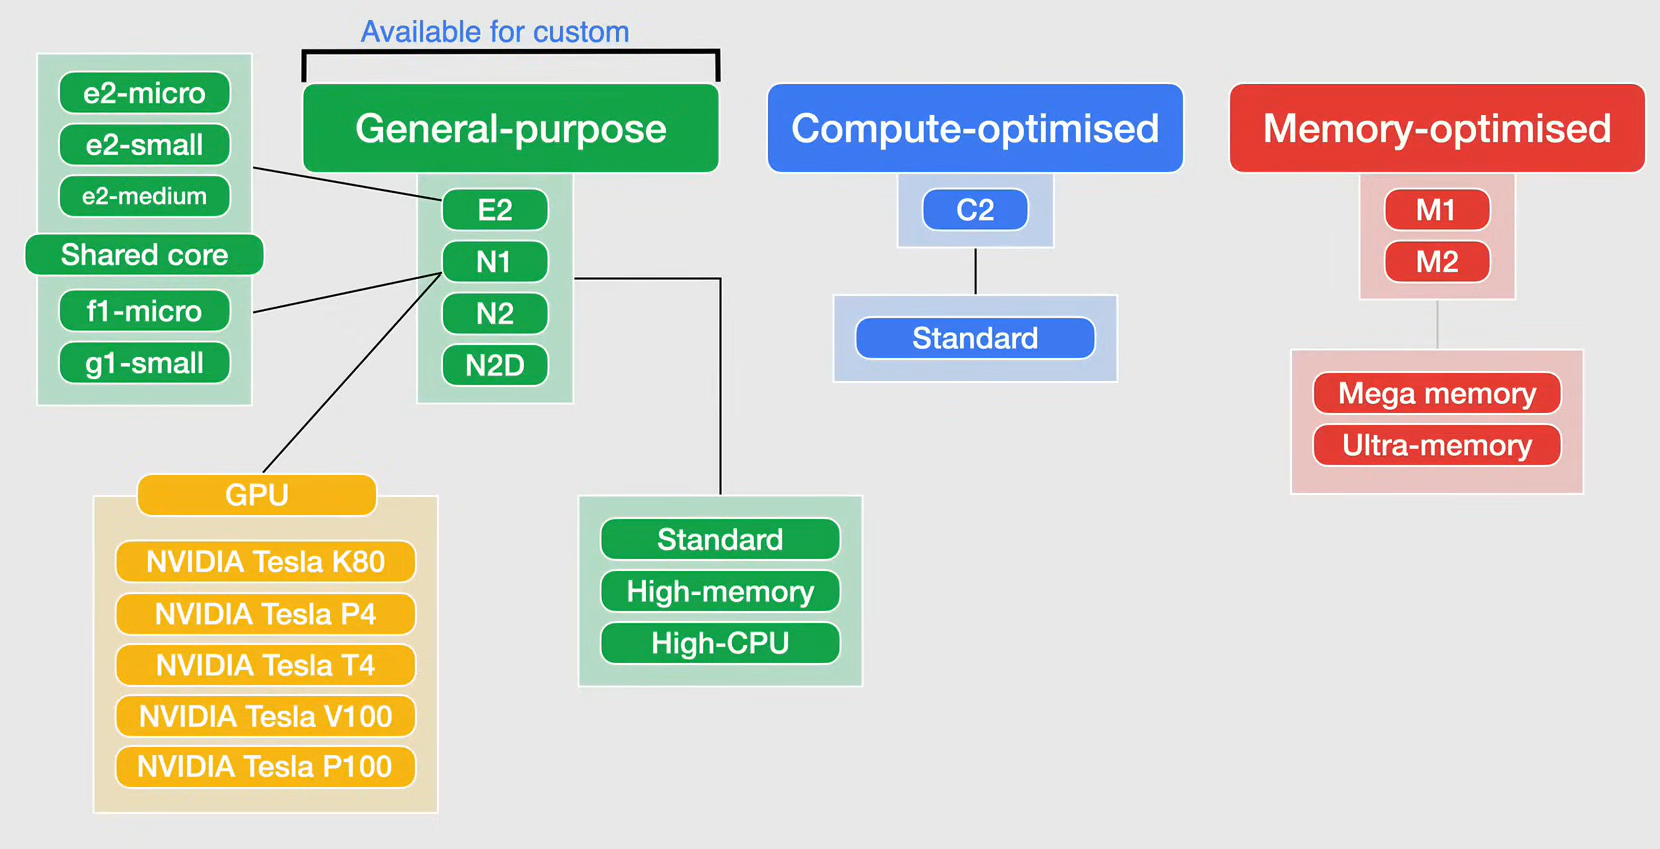 Available for custom
e2-micro
e2-small
e2-medium
Shared core
f1-micro
g1-small
General-purpose
E2
N1
N2
N2D
GPU
NVIDIA Tesla K80
NVIDIA Tesla P4
NVIDIA Tesla T4
NVIDIA Tesla V100
NVIDIA Tesla P100
Standard
High-memory
High-CPU
Compute-optimised
C2
Standard
Memory-optimised
M1
M2
Mega memory
Ultra-memory